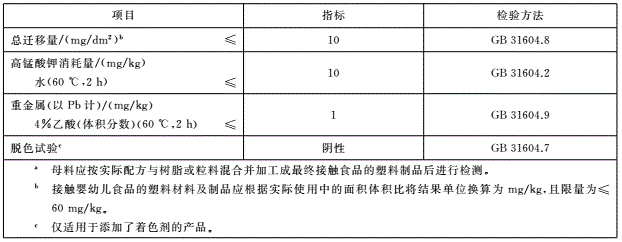 项目 指标 检验方法
总迁移量/(mg/dm²)ᵇ ≤ 10 GB 31604.8
高锰酸钾消耗量/(mg/kg)
水(60 ℃,2 h) ≤ 10 GB 31604.2
重金属(以 Pb 计)/(mg/kg)
4%乙酸(体积分数)(60 ℃,2 h) ≤ 1 GB 31604.9
脱色试验ᶜ 阴性 GB 31604.7
ᵃ 母料应按实际配方与树脂或粒料混合并加工成最终接触食品的塑料制品后进行检测。
ᵇ 接触婴幼儿食品的塑料材料及制品应根据实际使用中的面积体积比将结果单位换算为 mg/kg,且限量为≤
60 mg/kg。
ᶜ 仅适用于添加了着色剂的产品。